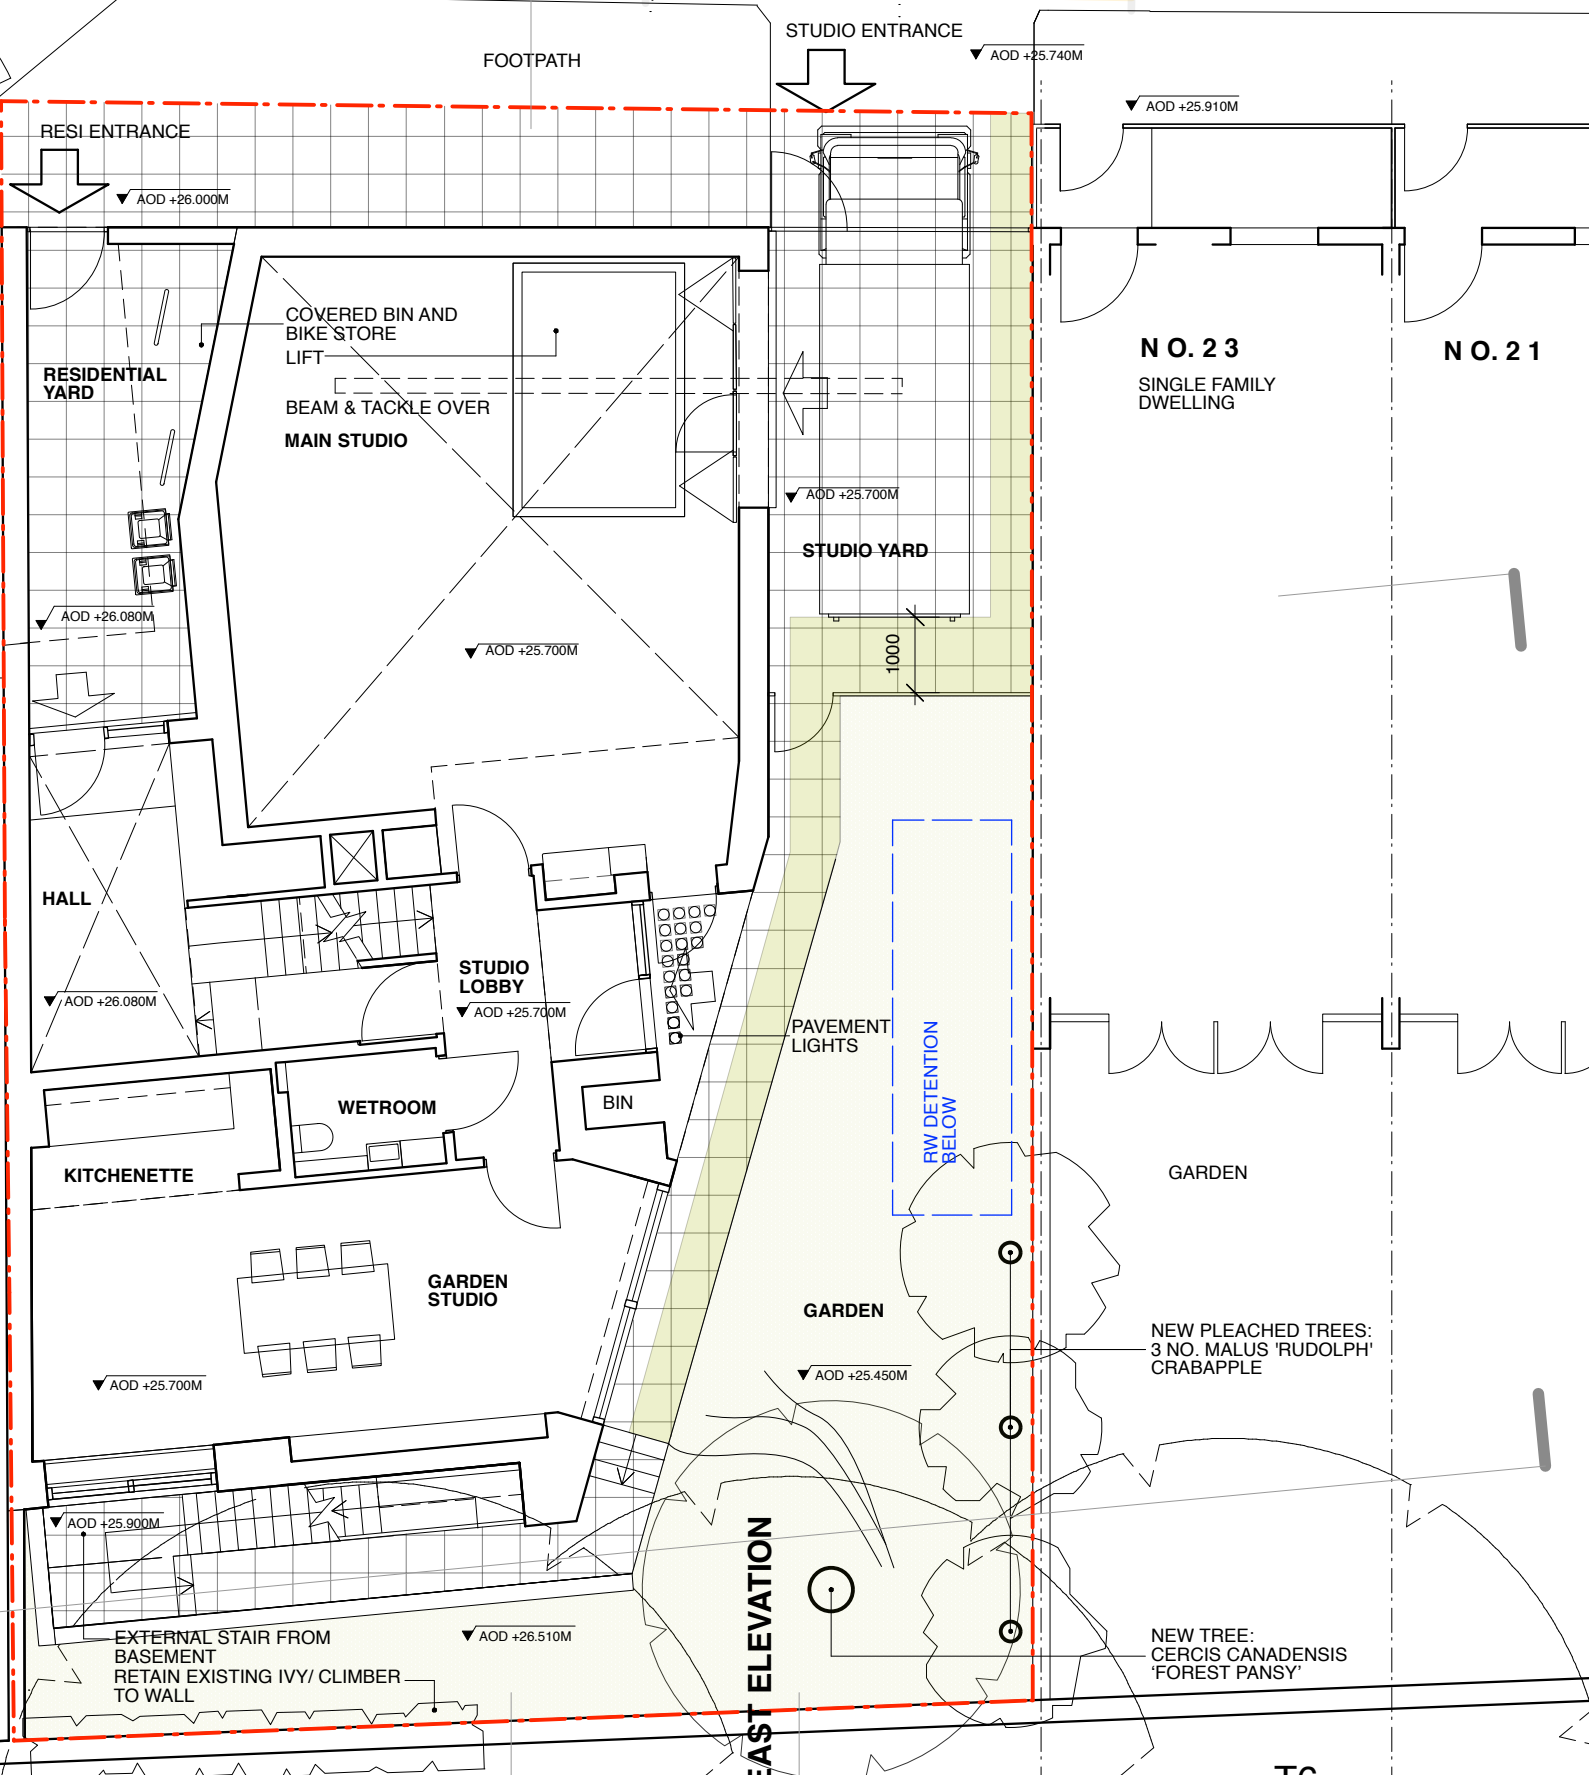 STUDIO ENTRANCE
FOOTPATH
AOD +25.740M
AOD +25.910M
RESI ENTRANCE
AOD +26.000M
COVERED BIN AND
BIKE STORE
LIFT
RESIDENTIAL
YARD
BEAM & TACKLE OVER
MAIN STUDIO
NO.23
SINGLE FAMILY
DWELLING
NO.21
AOD +25.700M
STUDIO YARD
AOD +26.080M
AOD +25.700M
1000
HALL
STUDIO
LOBBY
AOD +26.080M
AOD +25.700M
PAVEMENT
LIGHTS
RW DETENTION
BELOW
WETROOM
BIN
KITCHENETTE
GARDEN
GARDEN
STUDIO
GARDEN
NEW PLEACHED TREES:
3 NO. MALUS 'RUDOLPH'
CRABAPPLE
AOD +25.700M
AOD +25.450M
AOD +25.900M
EAST ELEVATION
EXTERNAL STAIR FROM
BASEMENT
RETAIN EXISTING IVY/ CLIMBER
TO WALL
AOD +26.510M
NEW TREE:
CERCIS CANADENSIS
‘FOREST PANSY’